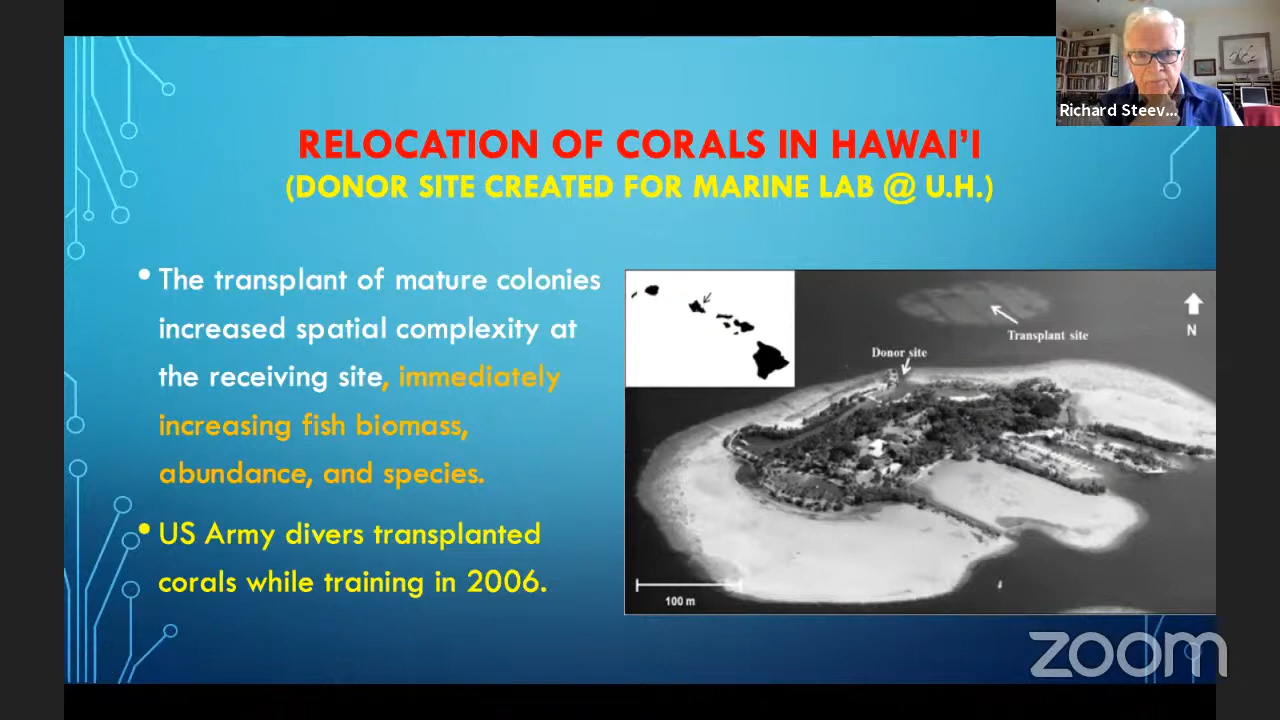 Richard Steev...
RELOCATION OF CORALS IN HAWAI’I
(DONOR SITE CREATED FOR MARINE LAB @ U.H.)
• The transplant of mature colonies
increased spatial complexity at
the receiving site, immediately
increasing fish biomass,
abundance, and species.
• US Army divers transplanted
corals while training in 2006.
Transplant site
N
Donor site
100 m
zoom